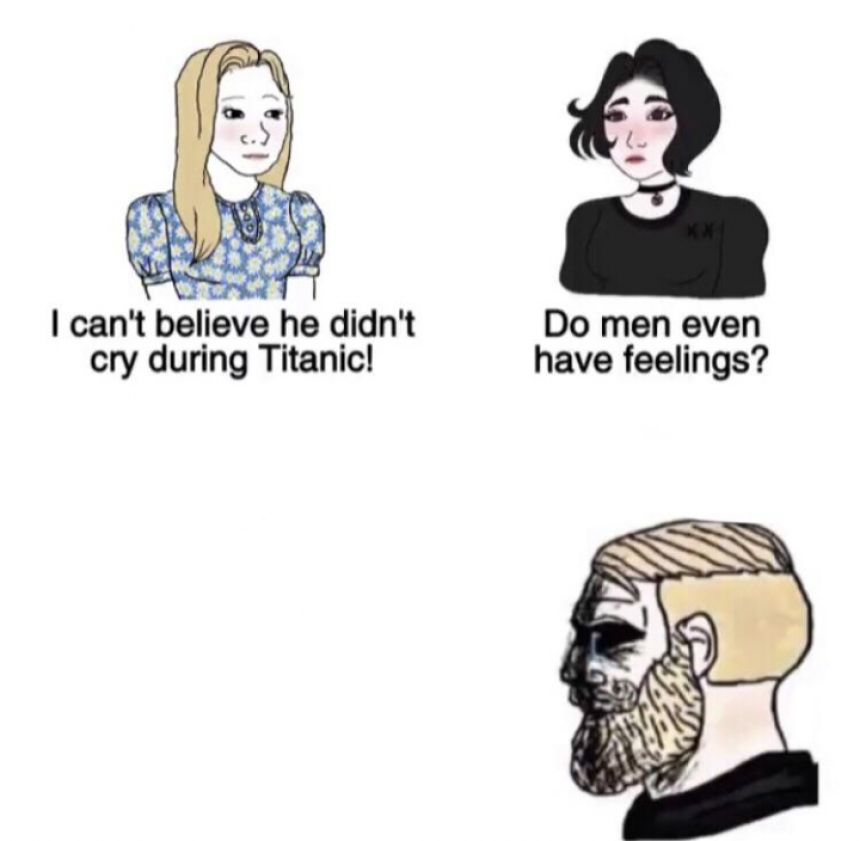 I can't believe he didn't
cry during Titanic!
Do men even
have feelings?